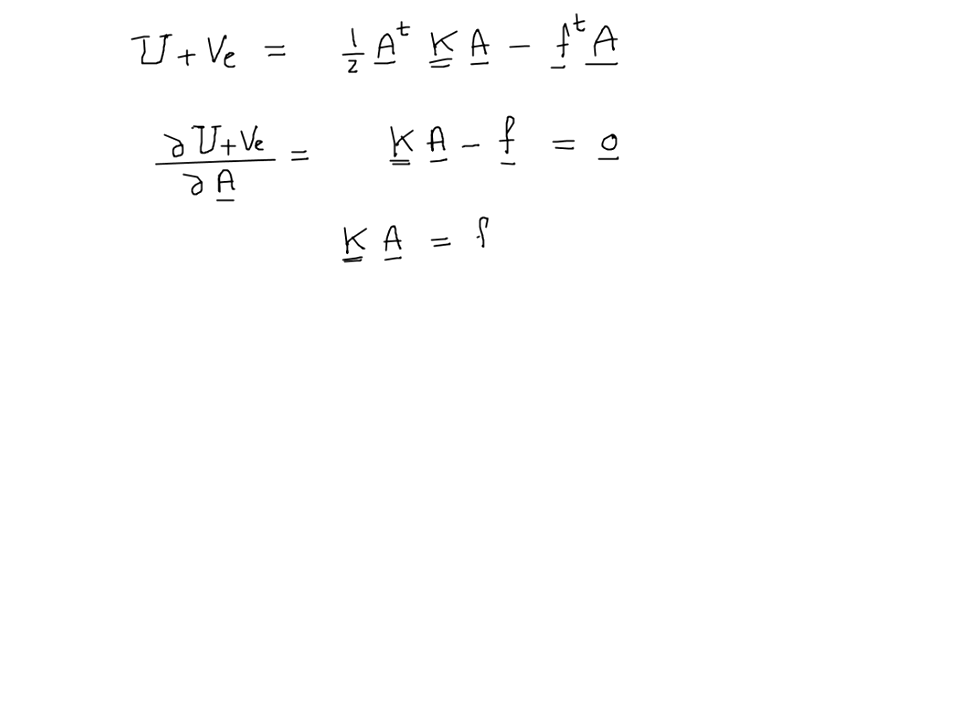 U + Ve = 1/2 A^t K A − f^t A
∂ U + Ve / ∂ A = K A − f = 0
K A = f